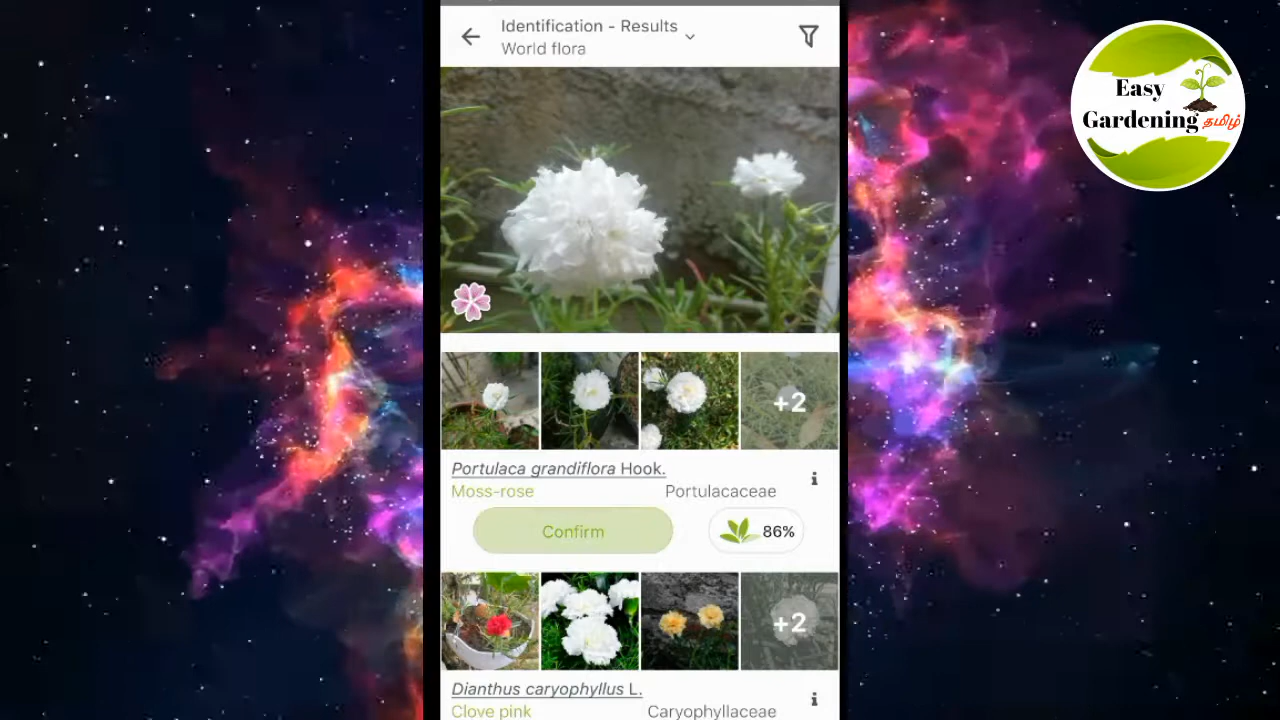 Identification - Results
World flora
Easy
Gardening தமிழ்
+2
Portulaca grandiflora Hook.
Moss-rose
Portulacaceae
Confirm
86%
+2
Dianthus caryophyllus L.
Clove pink
Caryophyllaceae